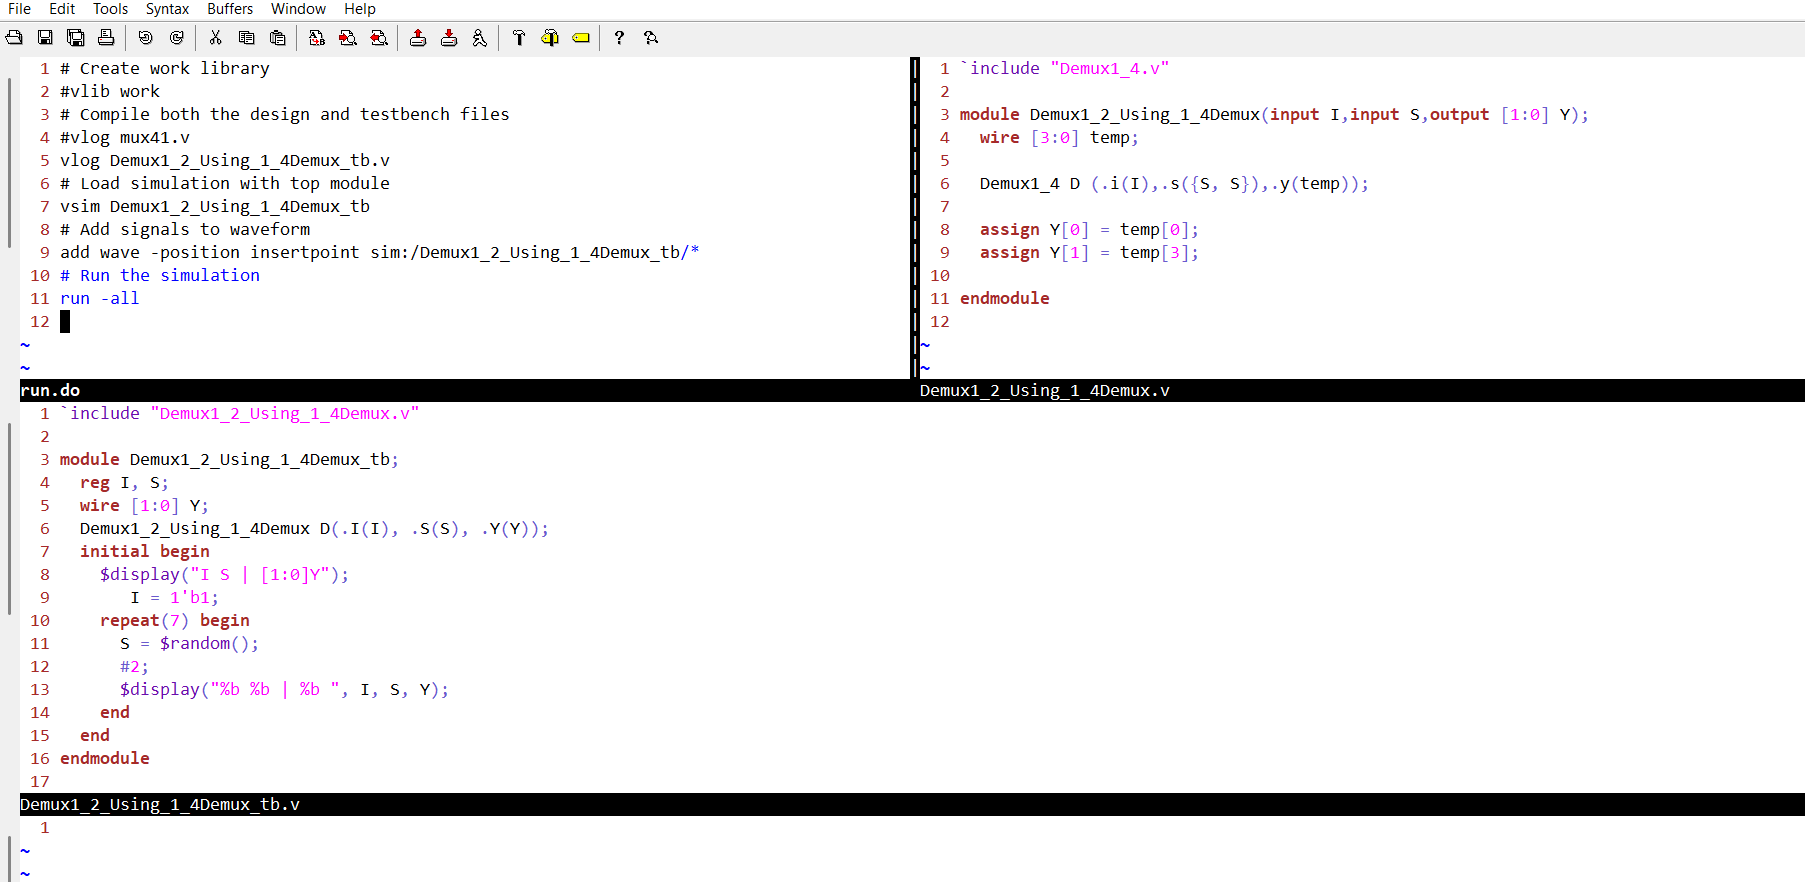 File Edit Tools Syntax Buffers Window Help
1 # Create work library
2 #vlib work
3 # Compile both the design and testbench files
4 #vlog mux41.v
5 vlog Demux1_2_Using_1_4Demux_tb.v
6 # Load simulation with top module
7 vsim Demux1_2_Using_1_4Demux_tb
8 # Add signals to waveform
9 add wave -position insertpoint sim:/Demux1_2_Using_1_4Demux_tb/*
10 # Run the simulation
11 run -all
12
~
~
run.do
1 `include "Demux1_4.v"
2
3 module Demux1_2_Using_1_4Demux(input I,input S,output [1:0] Y);
4   wire [3:0] temp;
5
6   Demux1_4 D (.i(I),.s({S, S}),.y(temp));
7
8   assign Y[0] = temp[0];
9   assign Y[1] = temp[3];
10
11 endmodule
12
~
~
Demux1_2_Using_1_4Demux.v
1 `include "Demux1_2_Using_1_4Demux.v"
2
3 module Demux1_2_Using_1_4Demux_tb;
4   reg I, S;
5   wire [1:0] Y;
6   Demux1_2_Using_1_4Demux D(.I(I), .S(S), .Y(Y));
7   initial begin
8     $display("I S | [1:0]Y");
9        I = 1'b1;
10     repeat(7) begin
11       S = $random();
12       #2;
13       $display("%b %b | %b ", I, S, Y);
14     end
15   end
16 endmodule
17
Demux1_2_Using_1_4Demux_tb.v
1
~
~